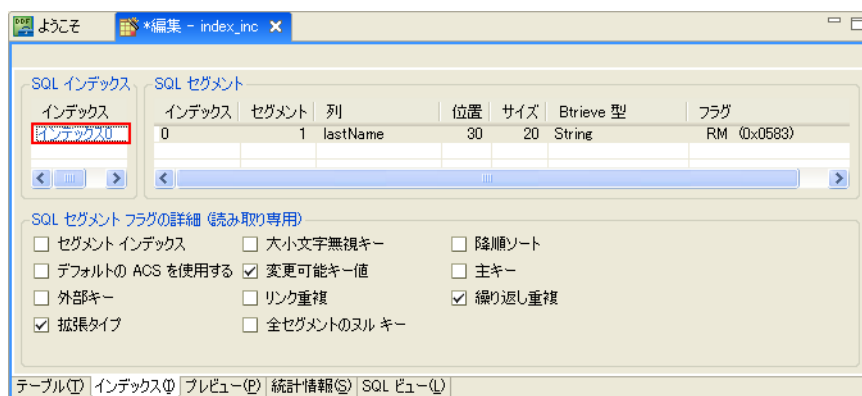 ようこそ *編集 - index_inc
SQL インデックス SQL セグメント
インデックス インデックス セグメント 列 位置 サイズ Btrieve 型 フラグ
インデックス0 0 1 lastName 30 20 String RM (0x0583)
SQL セグメント フラグの詳細 (読み取り専用)
セグメント インデックス 大小文字無視キー 降順ソート
デフォルトの ACS を使用する 変更可能キー値 主キー
外部キー リンク重複 繰り返し重複
拡張タイプ 全セグメントのヌル キー
テーブル(T) インデックス(I) プレビュー(P) 統計情報(S) SQL ビュー(L)